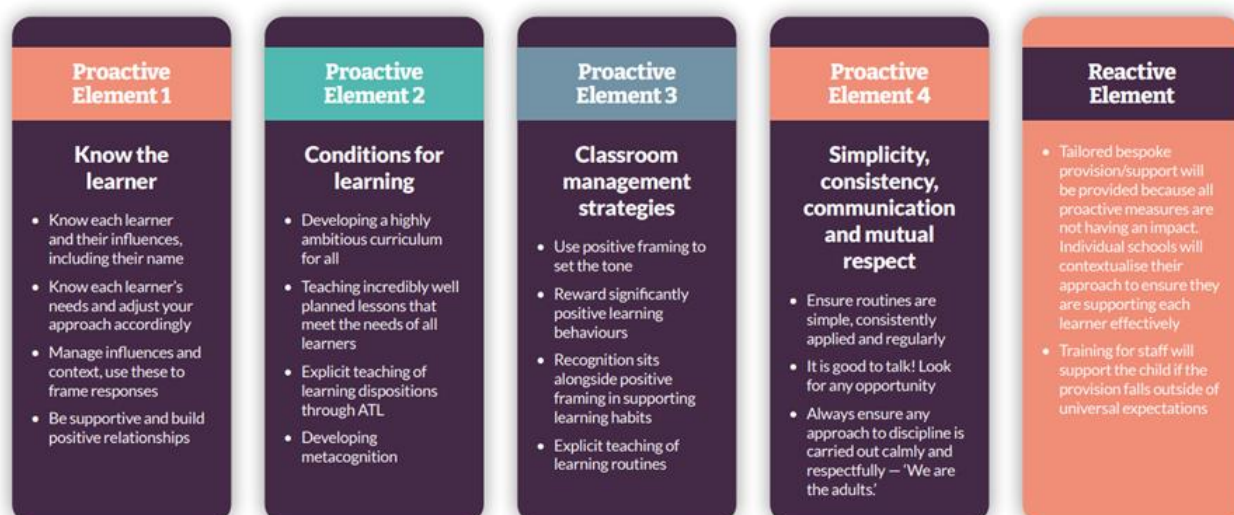 Proactive
Element 1
Know the
learner
• Know each learner
and their influences,
including their name
• Know each learner's
needs and adjust your
approach accordingly
• Manage influences and
context, use these to
frame responses
• Be supportive and build
positive relationships
Proactive
Element 2
Conditions for
learning
• Developing a highly
ambitious curriculum
for all
• Teaching incredibly well
planned lessons that
meet the needs of all
learners
• Explicit teaching of
learning dispositions
through ATL
• Developing
metacognition
Proactive
Element 3
Classroom
management
strategies
• Use positive framing to
set the tone
• Reward significantly
positive learning
behaviours
• Recognition sits
alongside positive
framing in supporting
learning habits
• Explicit teaching of
learning routines
Proactive
Element 4
Simplicity,
consistency,
communication
and mutual
respect
• Ensure routines are
simple, consistently
applied and regularly
• It is good to talk! Look
for any opportunity
• Always ensure any
approach to discipline is
carried out calmly and
respectfully — 'We are
the adults.'
Reactive
Element
• Tailored bespoke
provision/support will
be provided because all
proactive measures are
not having an impact.
Individual schools will
contextualise their
approach to ensure they
are supporting each
learner effectively
• Training for staff will
support the child if the
provision falls outside of
universal expectations